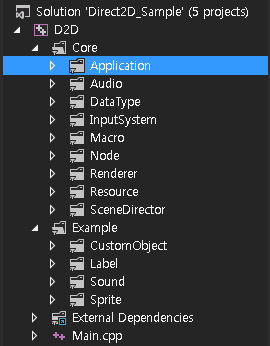 Solution 'Direct2D_Sample' (5 projects)
D2D
Core
Application
Audio
DataType
InputSystem
Macro
Node
Renderer
Resource
SceneDirector
Example
CustomObject
Label
Sound
Sprite
External Dependencies
Main.cpp